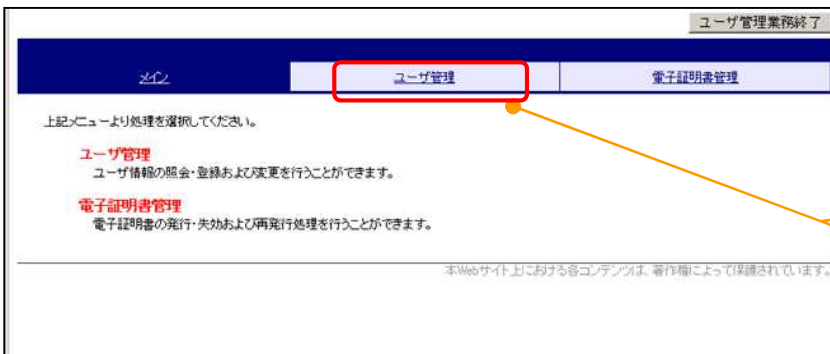 ユーザ管理業務終了
メイン
ユーザ管理
電子証明書管理
上記メニューより処理を選択してください。
ユーザ管理
ユーザ情報の照会・登録および変更を行うことができます。
電子証明書管理
電子証明書の発行・失効および再発行処理を行うことができます。
本Webサイト上における各コンテンツは、著作権によって保護されています。